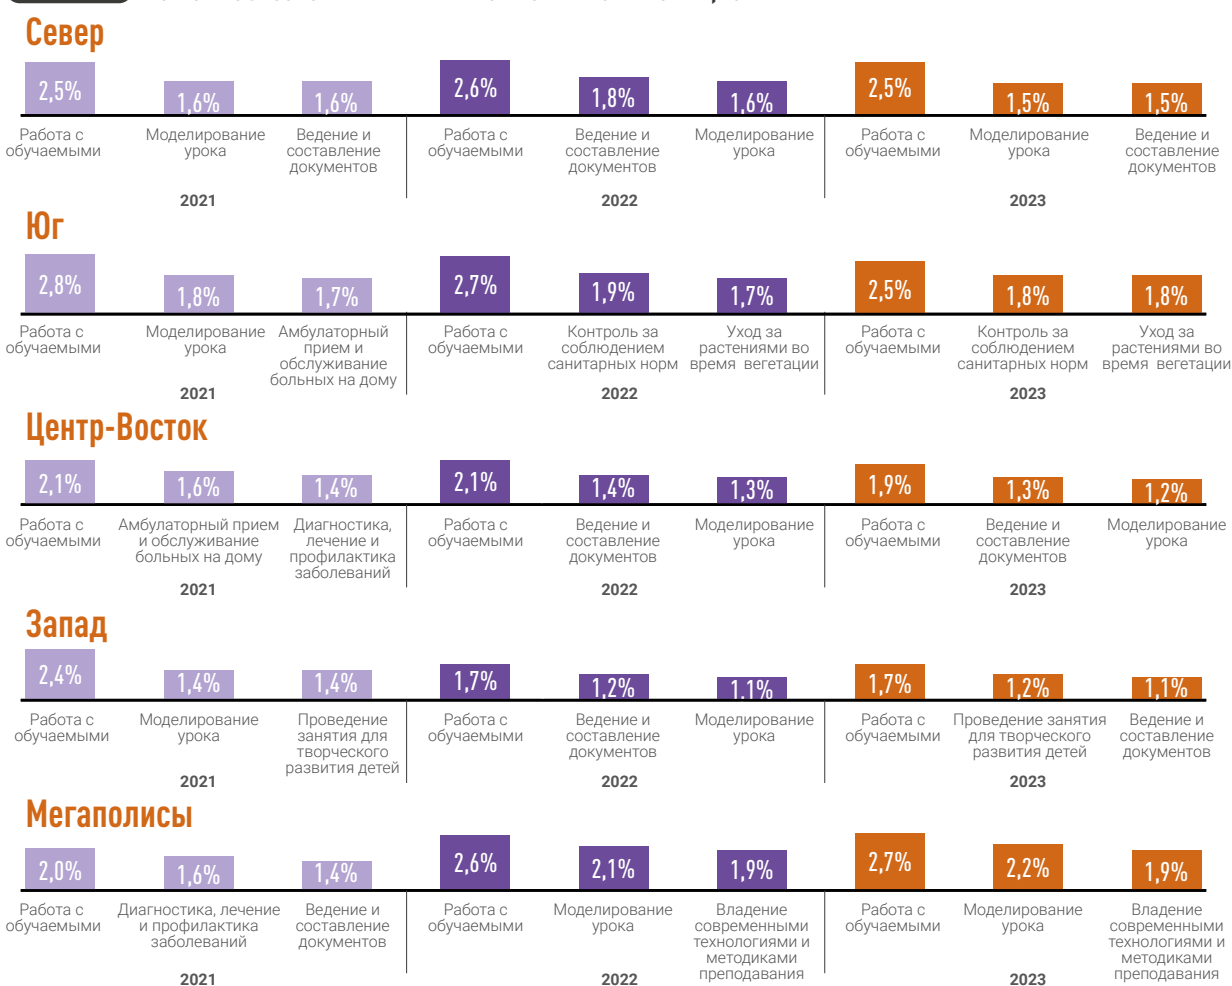 Север
2,5% 1,6% 1,6% 2,6% 1,8% 1,6% 2,5% 1,5% 1,5%
Работа с Моделирование Ведение и Работа с Ведение и Моделирование Работа с Моделирование Ведение и
обучаемыми урока составление обучаемыми составление урока обучаемыми урока составление
документов документов документов
2021 2022 2023
Юг
2,8% 1,8% 1,7% 2,7% 1,9% 1,7% 2,5% 1,8% 1,8%
Работа с Моделирование Амбулаторный Работа с Контроль за Уход за Работа с Контроль за Уход за
обучаемыми урока прием и обучаемыми соблюдением растениями во обучаемыми соблюдением растениями во
обслуживание санитарных норм время вегетации санитарных норм время вегетации
больных на дому
2021 2022 2023
Центр-Восток
2,1% 1,6% 1,4% 2,1% 1,4% 1,3% 1,9% 1,3% 1,2%
Работа с Амбулаторный прием Диагностика, Работа с Ведение и Моделирование Работа с Ведение и Моделирование
обучаемыми и обслуживание лечение и обучаемыми составление урока обучаемыми составление урока
больных на дому профилактика документов документов
заболеваний
2021 2022 2023
Запад
2,4% 1,4% 1,4% 1,7% 1,2% 1,1% 1,7% 1,2% 1,1%
Работа с Моделирование Проведение Работа с Ведение и Моделирование Работа с Проведение занятия Ведение и
обучаемыми урока занятия для обучаемыми составление урока обучаемыми для творческого составление
творческого документов развития детей документов
развития детей
2021 2022 2023
Мегаполисы
2,0% 1,6% 1,4% 2,6% 2,1% 1,9% 2,7% 2,2% 1,9%
Работа с Диагностика, лечение Ведение и Работа с Моделирование Владение Работа с Моделирование Владение
обучаемыми и профилактика составление обучаемыми урока современными обучаемыми урока современными
заболеваний документов технологиями и технологиями и
методиками методиками
преподавания преподавания
2021 2022 2023